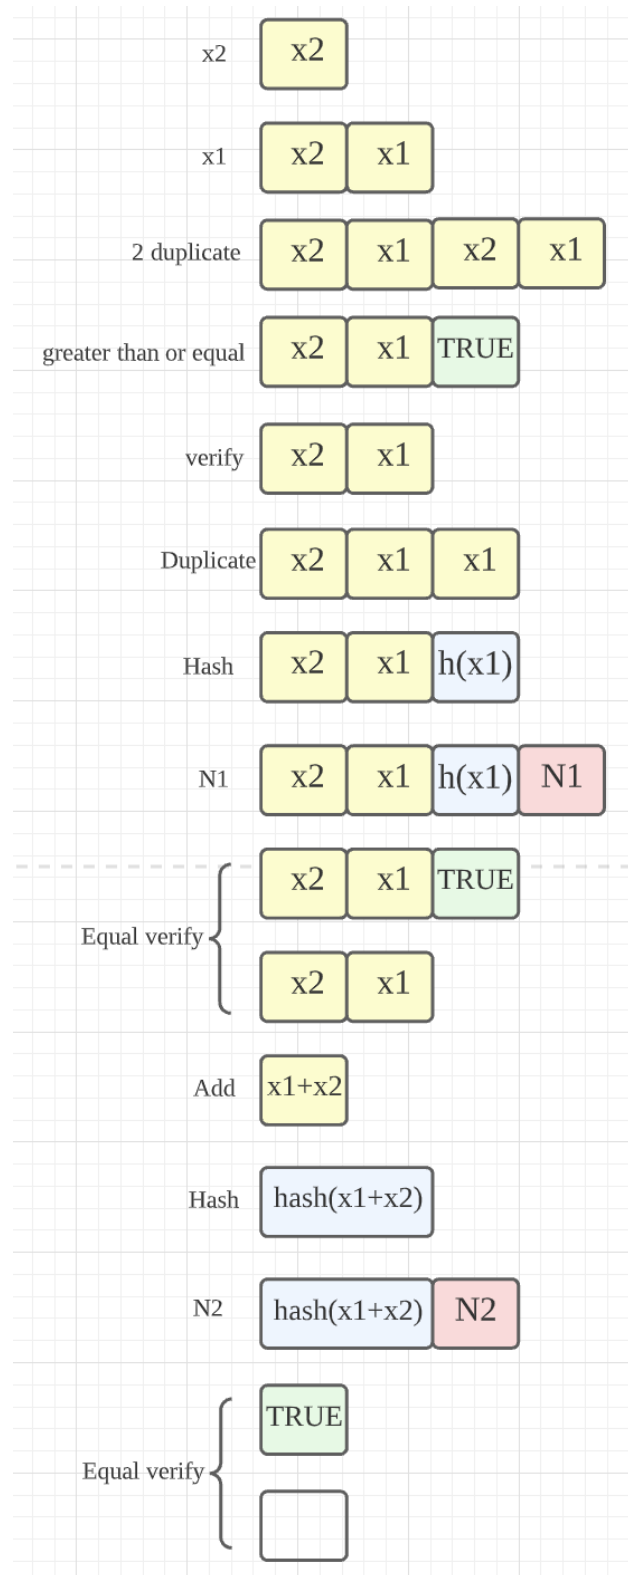 x2 x2
x1 x2 x1
2 duplicate x2 x1 x2 x1
greater than or equal x2 x1 TRUE
verify x2 x1
Duplicate x2 x1 x1
Hash x2 x1 h(x1)
N1 x2 x1 h(x1) N1
x2 x1 TRUE
Equal verify
x2 x1
Add x1+x2
Hash hash(x1+x2)
N2 hash(x1+x2) N2
TRUE
Equal verify